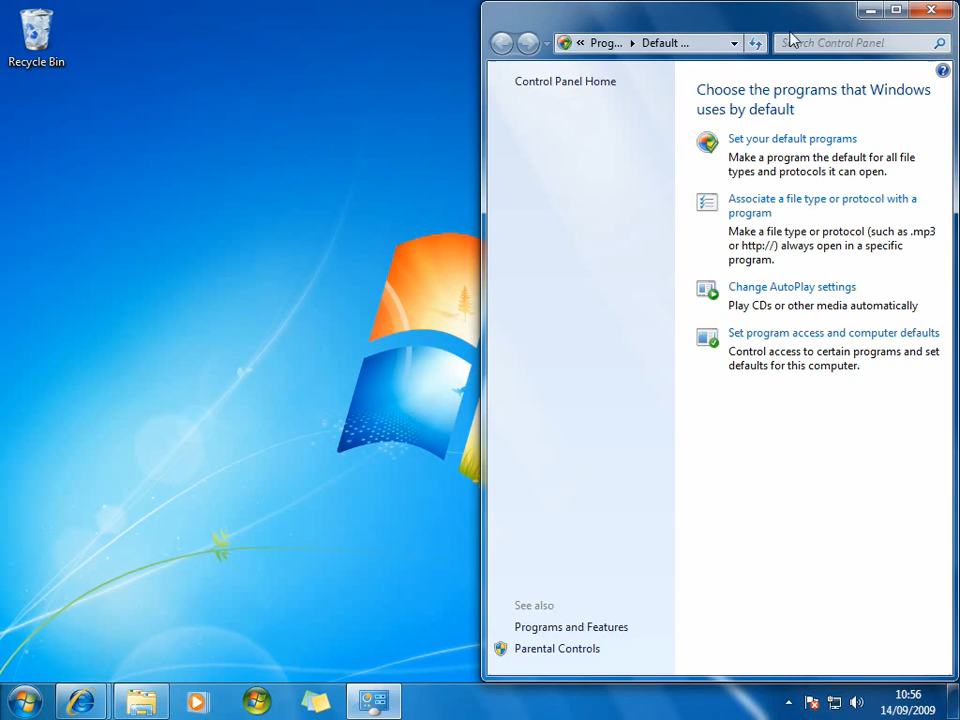 Recycle Bin
« Prog... Default ...
Search Control Panel
Control Panel Home
Choose the programs that Windows
uses by default
Set your default programs
Make a program the default for all file
types and protocols it can open.
Associate a file type or protocol with a
program
Make a file type or protocol (such as .mp3
or http://) always open in a specific
program.
Change AutoPlay settings
Play CDs or other media automatically
Set program access and computer defaults
Control access to certain programs and set
defaults for this computer.
See also
Programs and Features
Parental Controls
10:56
14/09/2009